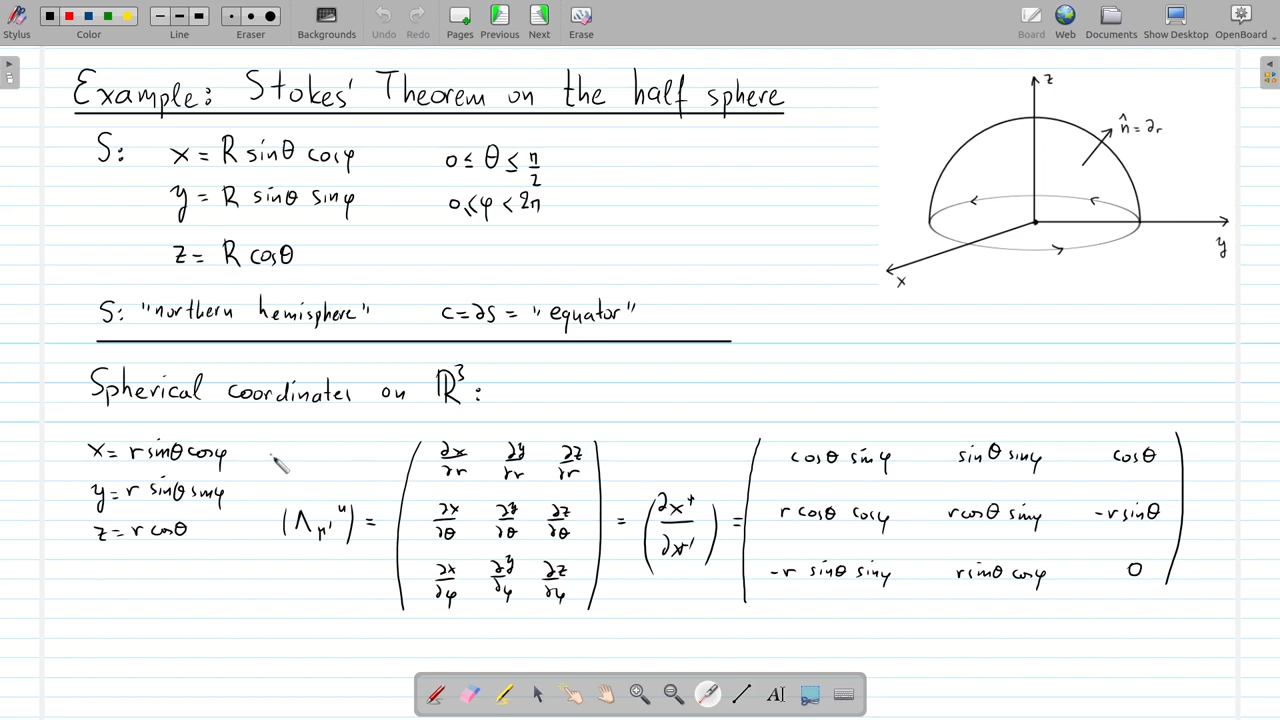 Stylus Color Line Eraser Backgrounds Undo Redo Pages Previous Next Erase Board Web Documents Show Desktop OpenBoard
Example: Stokes' Theorem on the half sphere
S: x = R sinθ cosφ 0 ≤ θ ≤ π/2
y = R sinθ sinφ 0 ≤ φ < 2π
z = R cosθ
z
n̂ = ∂r
y
x
S: "northern hemisphere" c = ∂S = "equator"
Spherical coordinates on ℝ³:
x = r sinθ cosφ
y = r sinθ sinφ
z = r cosθ
(Λμ'^μ) = ( ∂x/∂r ∂y/∂r ∂z/∂r
∂x/∂θ ∂y/∂θ ∂z/∂θ
∂x/∂φ ∂y/∂φ ∂z/∂φ ) = (∂x^μ/∂x^μ') = ( cosθ sinφ sinθ sinφ cosθ
r cosθ cosφ r cosθ sinφ -r sinθ
-r sinθ sinφ r sinθ cosφ 0 )
AI